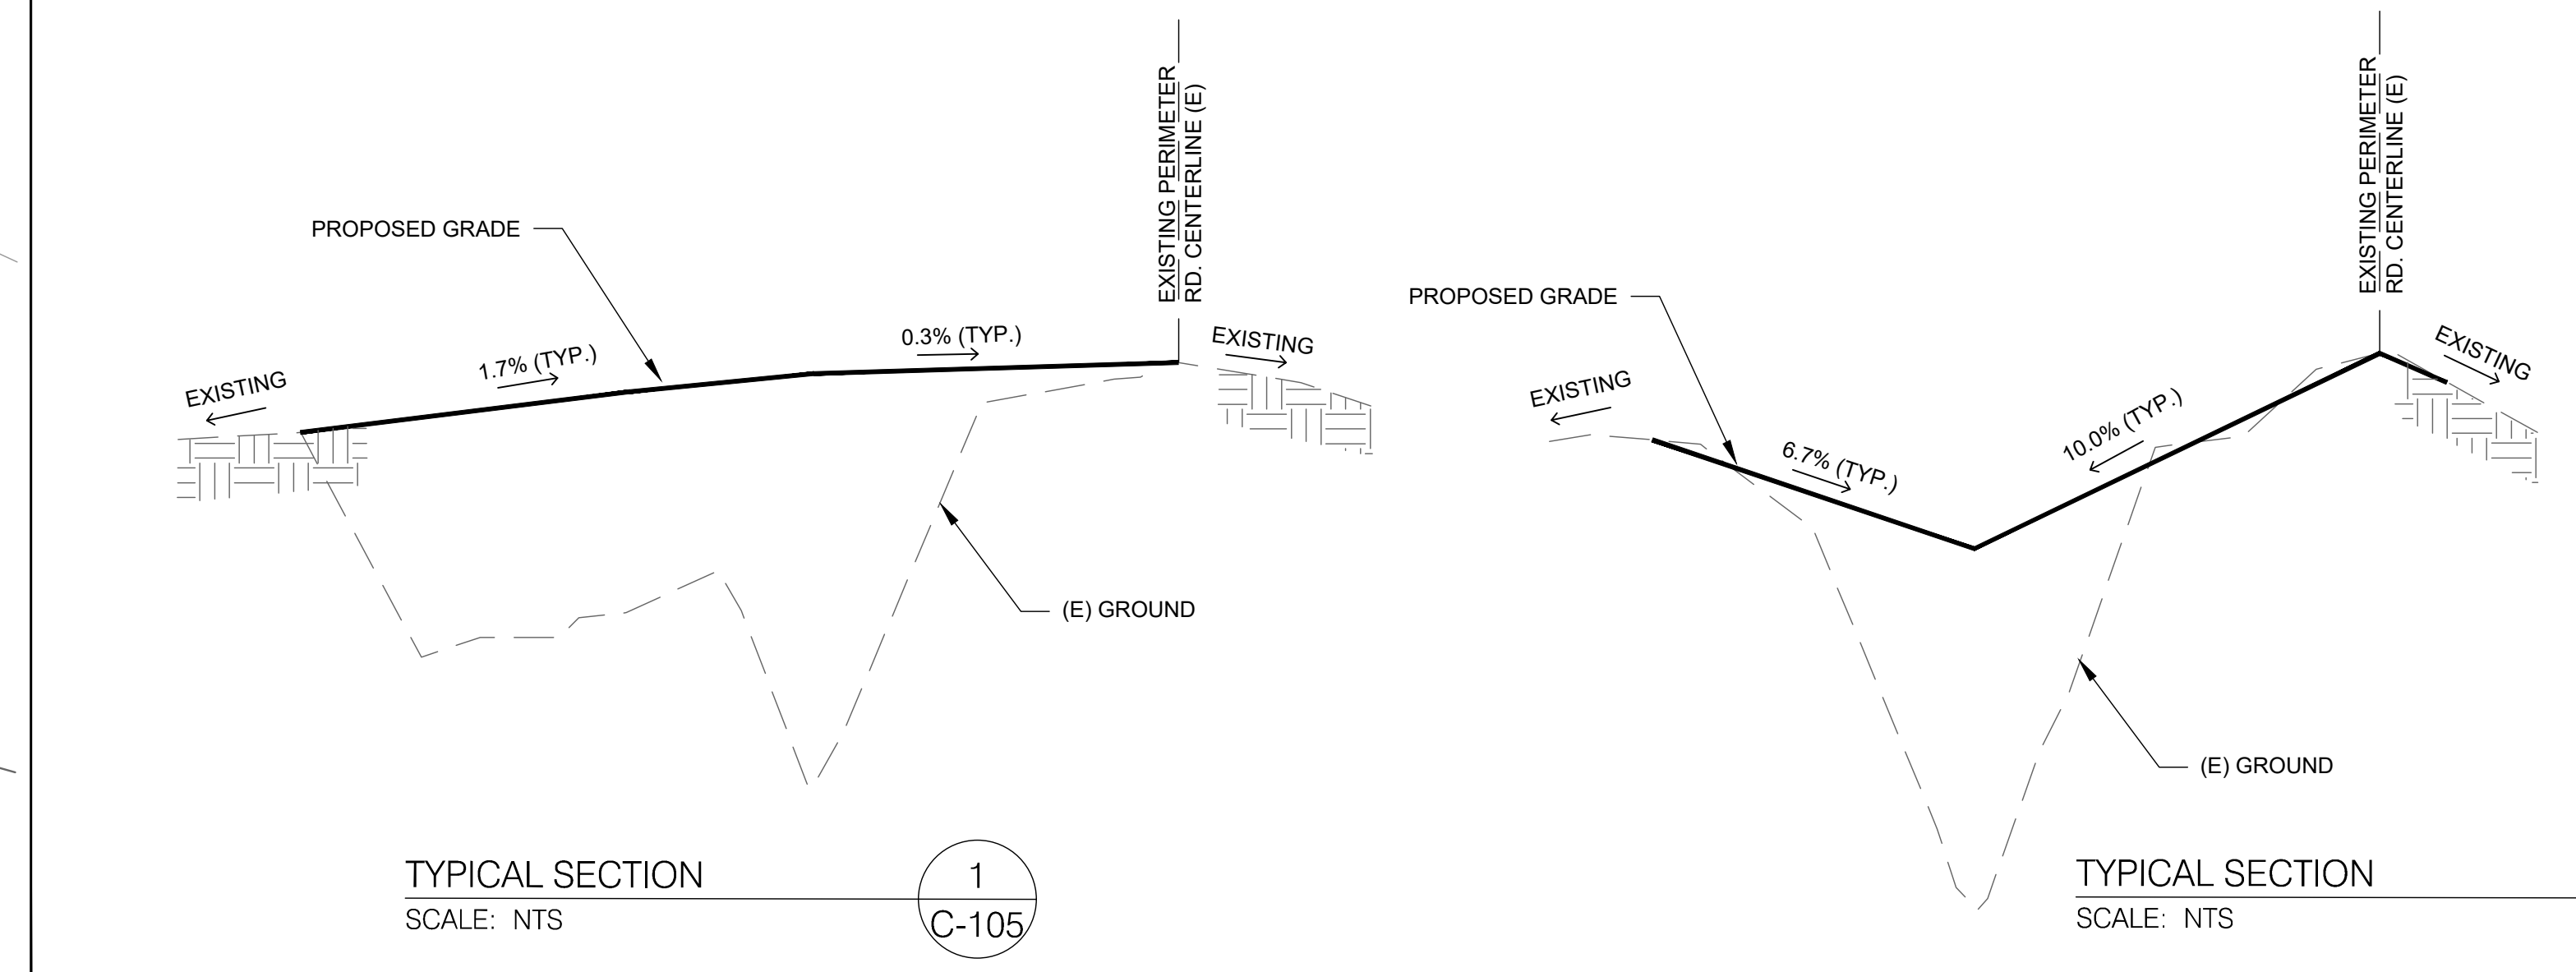 EXISTING PERIMETER
RD. CENTERLINE (E)
PROPOSED GRADE
EXISTING
1.7% (TYP.)
0.3% (TYP.)
EXISTING
(E) GROUND
TYPICAL SECTION
SCALE: NTS
1
C-105
EXISTING PERIMETER
RD. CENTERLINE (E)
PROPOSED GRADE
EXISTING
6.7% (TYP.)
10.0% (TYP.)
EXISTING
(E) GROUND
TYPICAL SECTION
SCALE: NTS